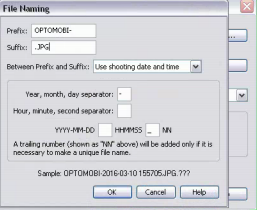 File Naming
Prefix: OPTOMOBI-
Suffix: .JPG
Between Prefix and Suffix: Use shooting date and time
Year, month, day separator: -
Hour, minute, second separator:
YYYY-MM-DD HHMMSS _ NN
A trailing number (shown as "NN" above) will be added only if it is
necessary to make a unique file name.
Sample: OPTOMOBI-2016-03-10 155705.JPG.???
OK Cancel Help